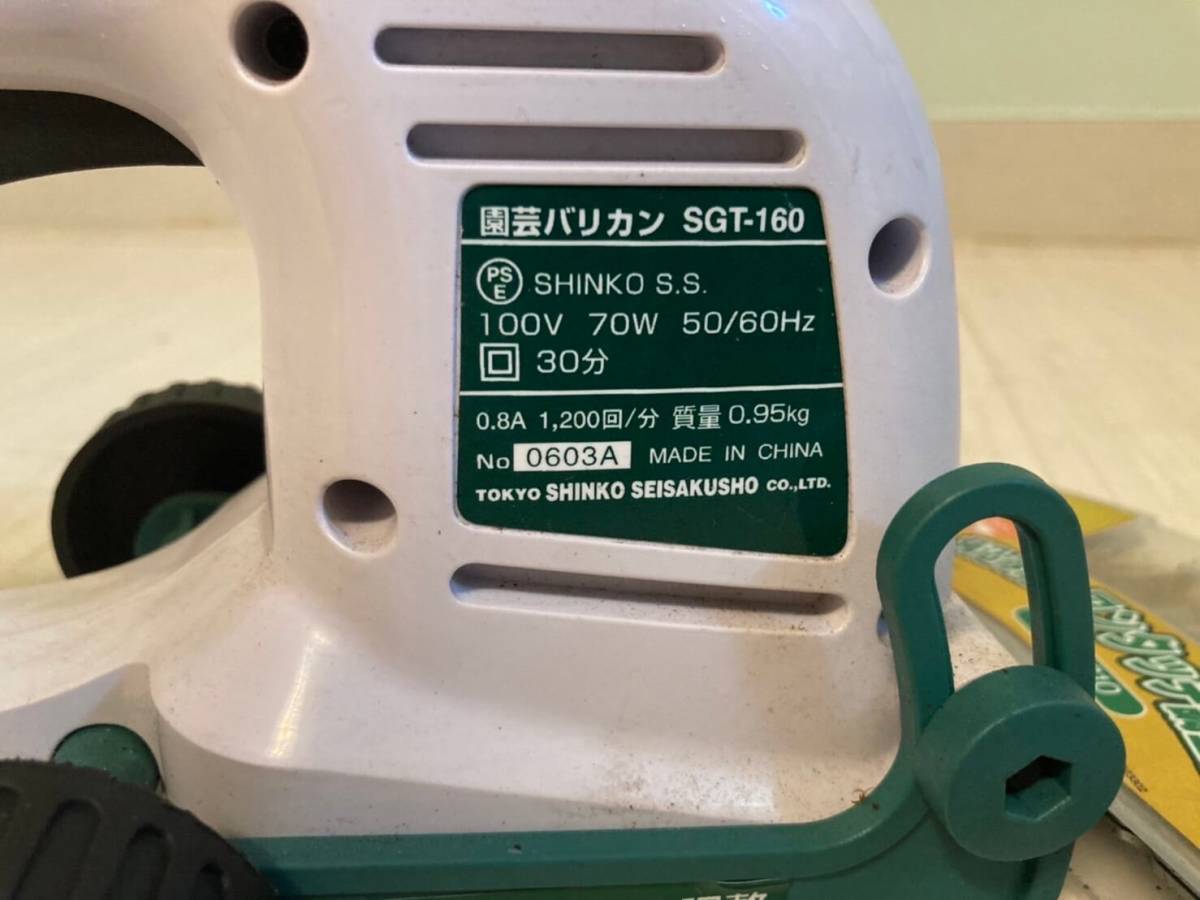 園芸バリカン SGT-160
PS E SHINKO S.S.
100V 70W 50/60Hz
30分
0.8A 1,200回/分 質量 0.95kg
No 0603A MADE IN CHINA
TOKYO SHINKO SEISAKUSHO CO.,LTD.